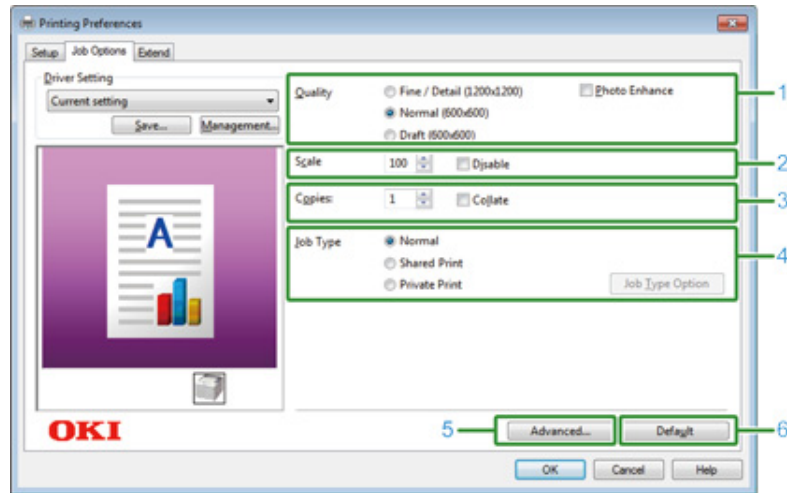 Printing Preferences
Setup Job Options Extend
Driver Setting
Current setting
Save... Management...
Quality
Fine / Detail (1200x1200)
Photo Enhance
Normal (600x600)
Draft (600x600)
1
Scale 100 Disable
2
Copies: 1 Collate
3
Job Type
Normal
Shared Print
Private Print
Job Type Option
4
A
OKI
5
Advanced...
Default
6
OK Cancel Help